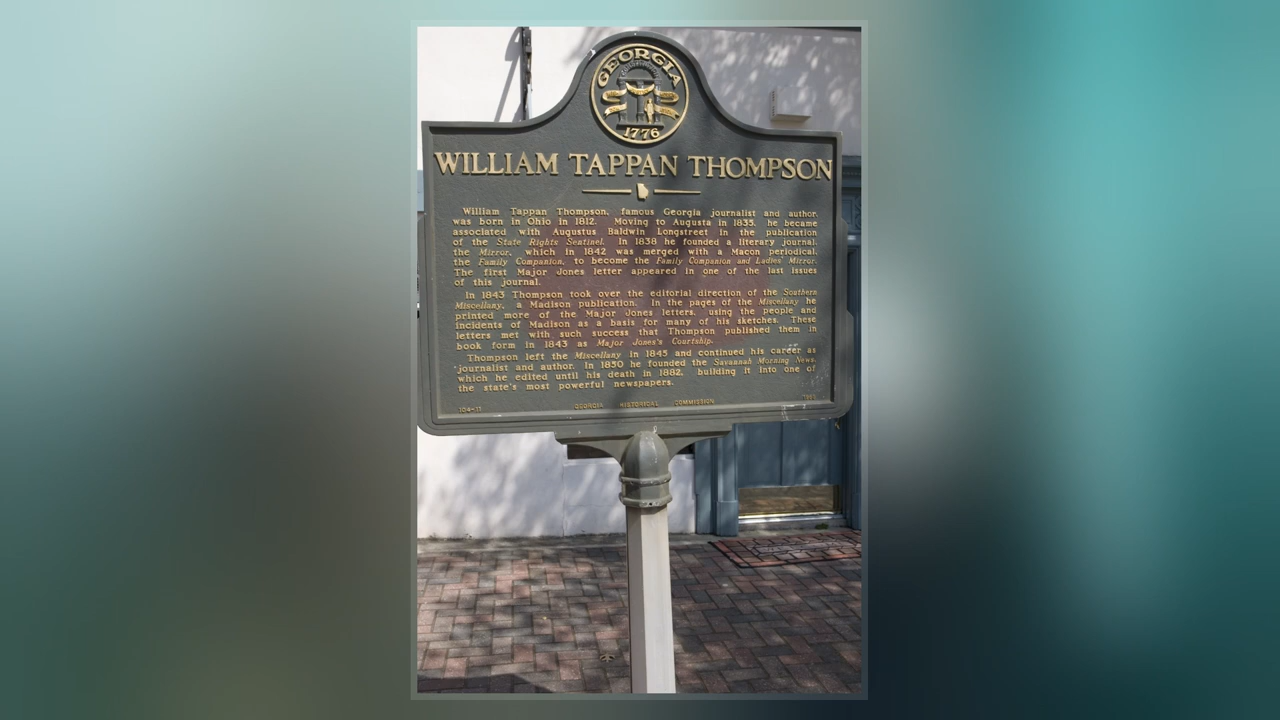 GEORGIA
1776
WILLIAM TAPPAN THOMPSON
William Tappan Thompson, famous Georgia journalist and author,
was born in Ohio in 1812. Moving to Augusta in 1835, he became
associated with Augustus Baldwin Longstreet in the publication
of the State Rights Sentinel. In 1838 he founded a literary journal,
the Mirror, which in 1842 was merged with a Macon periodical,
the Family Companion, to become the Family Companion and Ladies' Mirror.
The first Major Jones letter appeared in one of the last issues
of this journal.
In 1843 Thompson took over the editorial direction of the Southern
Miscellany, a Madison publication. In the pages of the Miscellany he
printed more of the Major Jones letters, using the people and
incidents of Madison as a basis for many of his sketches. These
letters met with such success that Thompson published them in
book form in 1843 as Major Jones's Courtship.
Thompson left the Miscellany in 1845 and continued his career as
journalist and author. In 1850 he founded the Savannah Morning News,
which he edited until his death in 1882, building it into one of
the state's most powerful newspapers.
GEORGIA HISTORICAL COMMISSION